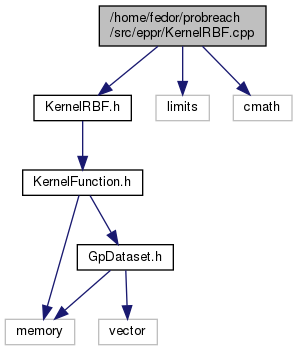 /home/fedor/probreach
/src/eppr/KernelRBF.cpp
KernelRBF.h
limits
cmath
KernelFunction.h
GpDataset.h
memory
vector